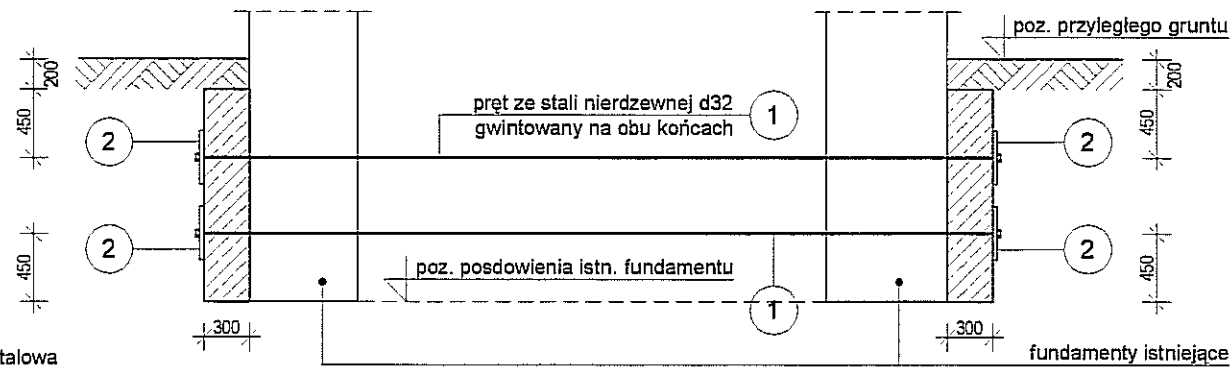 poz. przyległego gruntu
200
200
pręt ze stali nierdzewnej d32
gwintowany na obu końcach
1
450
450
2
2
2
2
450
450
poz. posdowienia istn. fundamentu
1
300
300
talowa
fundamenty istniejące